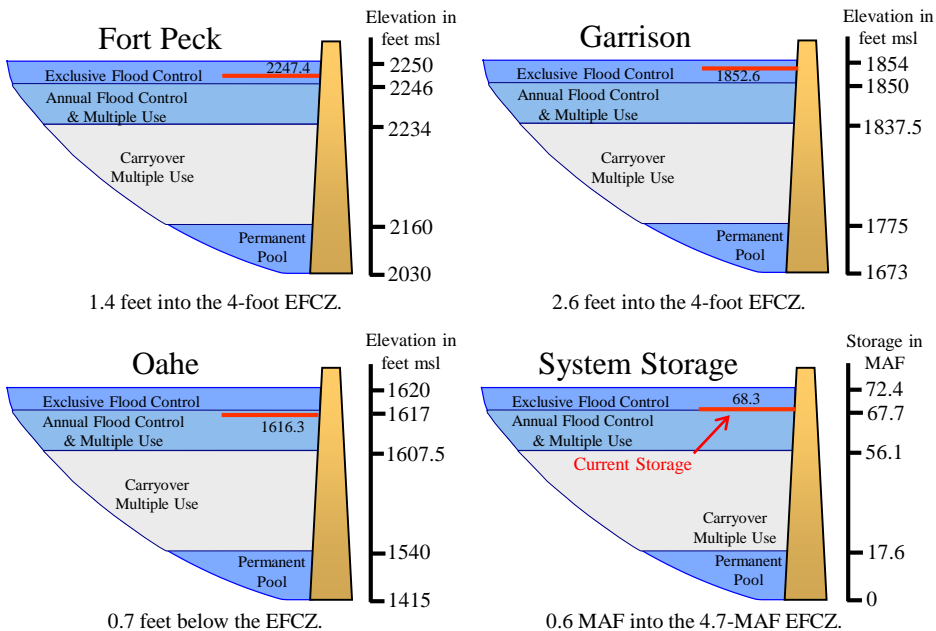 Fort Peck
Elevation in
feet msl
2247.4
Exclusive Flood Control
Annual Flood Control
& Multiple Use
Carryover
Multiple Use
Permanent
Pool
2250
2246
2234
2160
2030
1.4 feet into the 4-foot EFCZ.
Garrison
Elevation in
feet msl
Exclusive Flood Control
1852.6
Annual Flood Control
& Multiple Use
Carryover
Multiple Use
Permanent
Pool
1854
1850
1837.5
1775
1673
2.6 feet into the 4-foot EFCZ.
Oahe
Elevation in
feet msl
Exclusive Flood Control
Annual Flood Control
& Multiple Use
1616.3
Carryover
Multiple Use
Permanent
Pool
1620
1617
1607.5
1540
1415
0.7 feet below the EFCZ.
System Storage
Storage in
MAF
Exclusive Flood Control
68.3
Annual Flood Control
& Multiple Use
Current Storage
Carryover
Multiple Use
Permanent
Pool
72.4
67.7
56.1
17.6
0
0.6 MAF into the 4.7-MAF EFCZ.